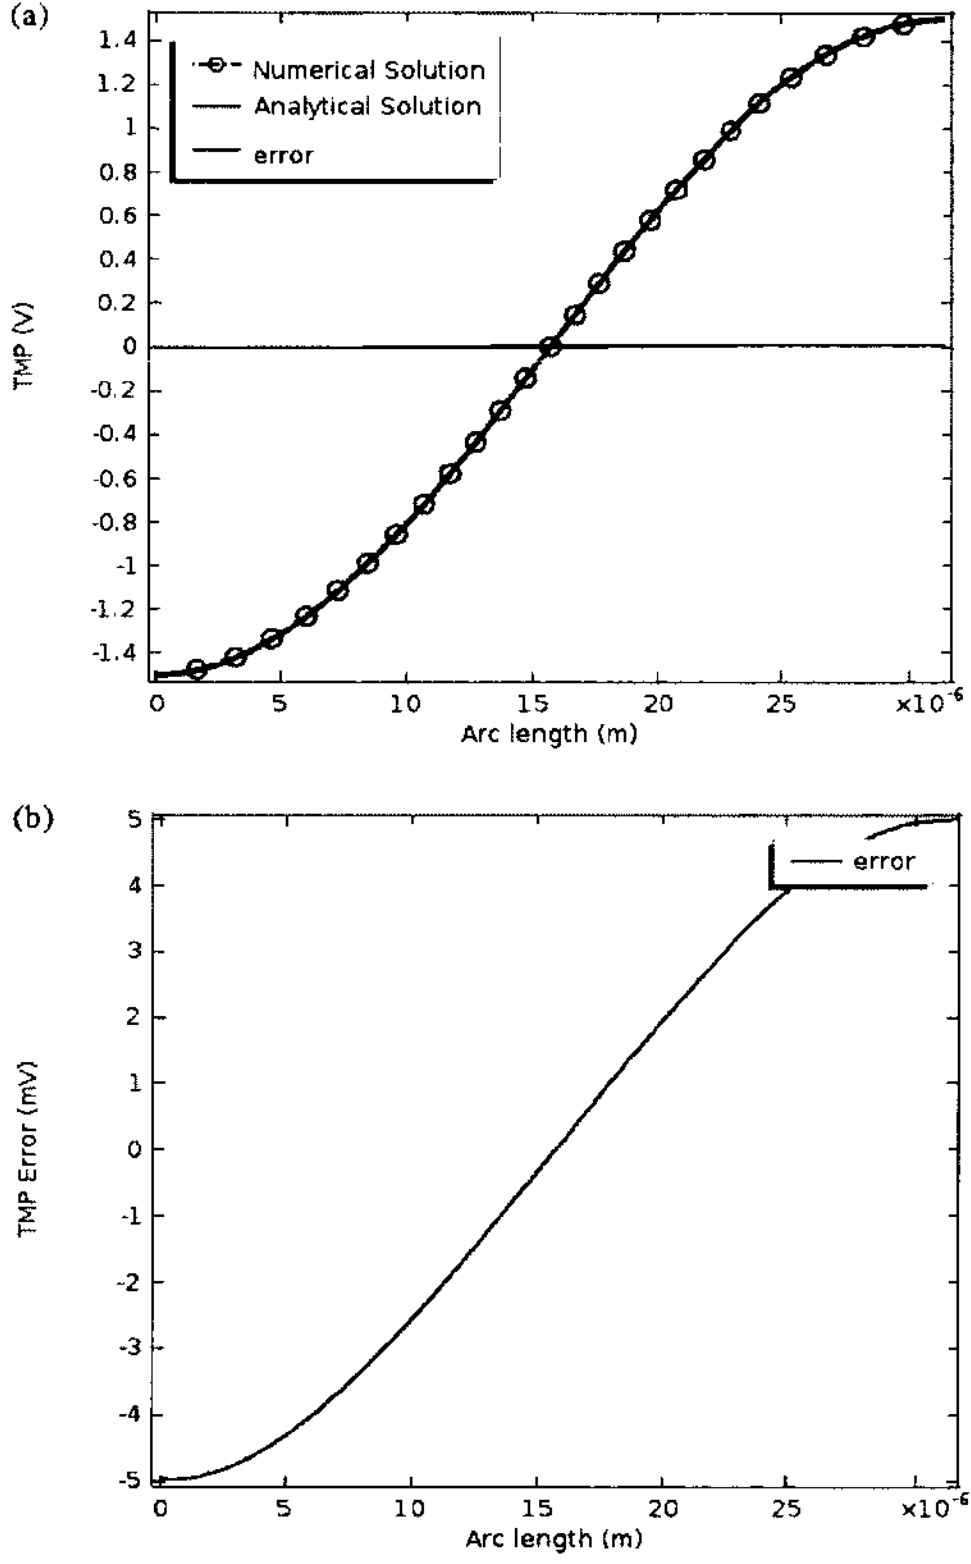 (a)
1.4
1.2
1
0.8
0.6
0.4
0.2
0
-0.2
-0.4
-0.6
-0.8
-1
-1.2
-1.4
TMP (V)
Numerical Solution
Analytical Solution
error
0 5 10 15 20 25 ×10⁻⁶
Arc length (m)
(b)
5
4
3
2
1
0
-1
-2
-3
-4
-5
TMP Error (mV)
error
0 5 10 15 20 25 ×10⁻⁶
Arc length (m)